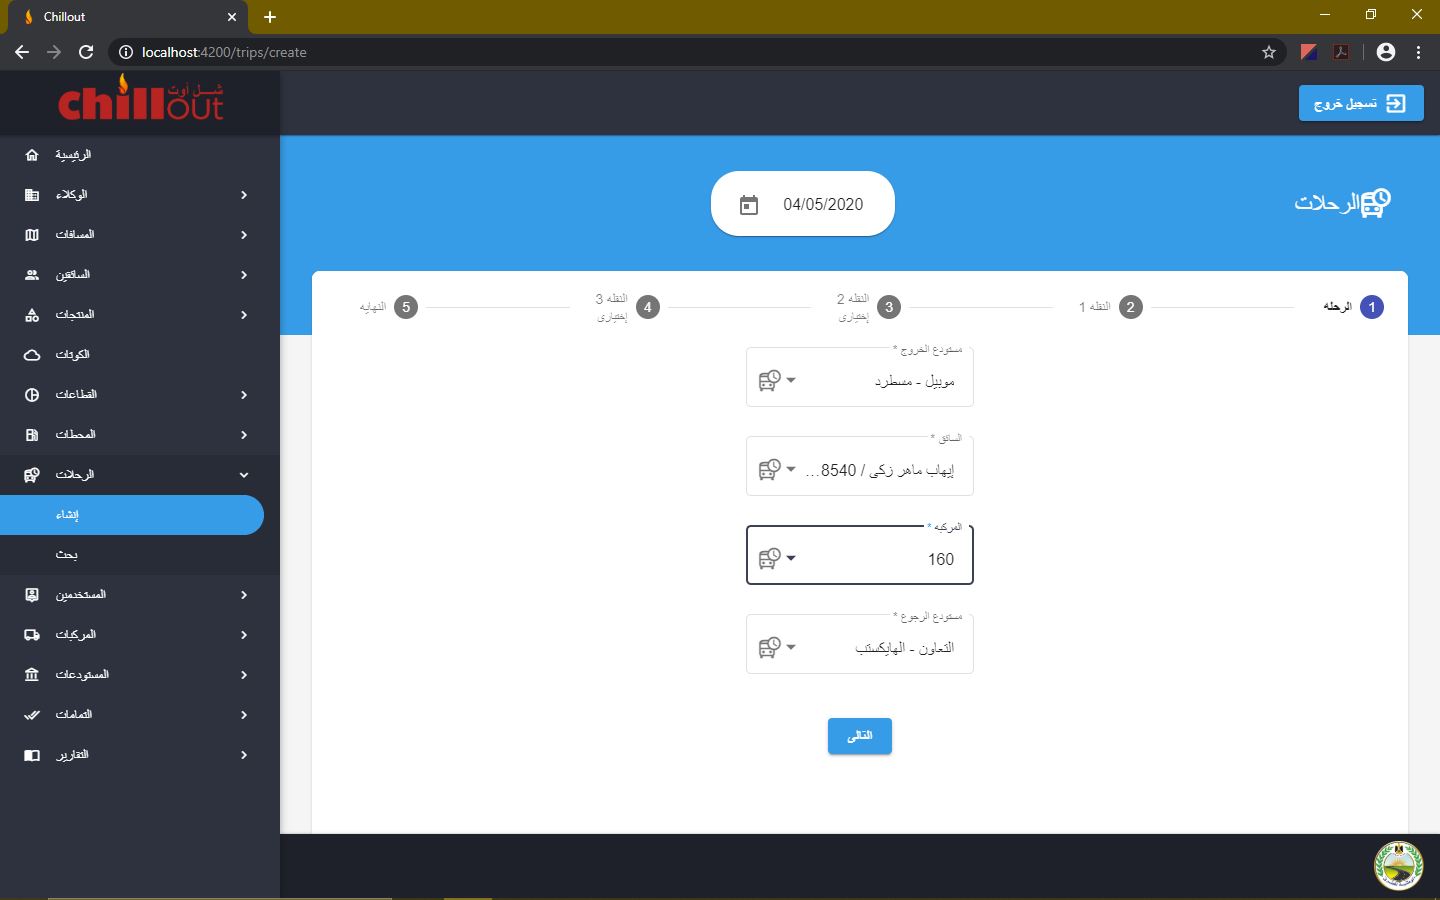 Chillout
localhost:4200/trips/create
chillout شـل أوت
تسجيل خروج
الرئيسية
الوكلاء
المسافات
السائقين
المنتجات
الكوتات
القطاعات
المحطات
الرحلات
إنشاء
بحث
المستخدمين
المركبات
المستودعات
التمامات
التقارير
الرحلات
04/05/2020
1 الرحله
2 النقله 1
3 النقله 2
إختيارى
4 النقله 3
إختيارى
5 النهايه
مستودع الخروج *
موبيل - مسطرد
السائق *
إيهاب ماهر زكى / 8540...
المركبه *
160
مستودع الرجوع *
التعاون - الهايكستب
التالى